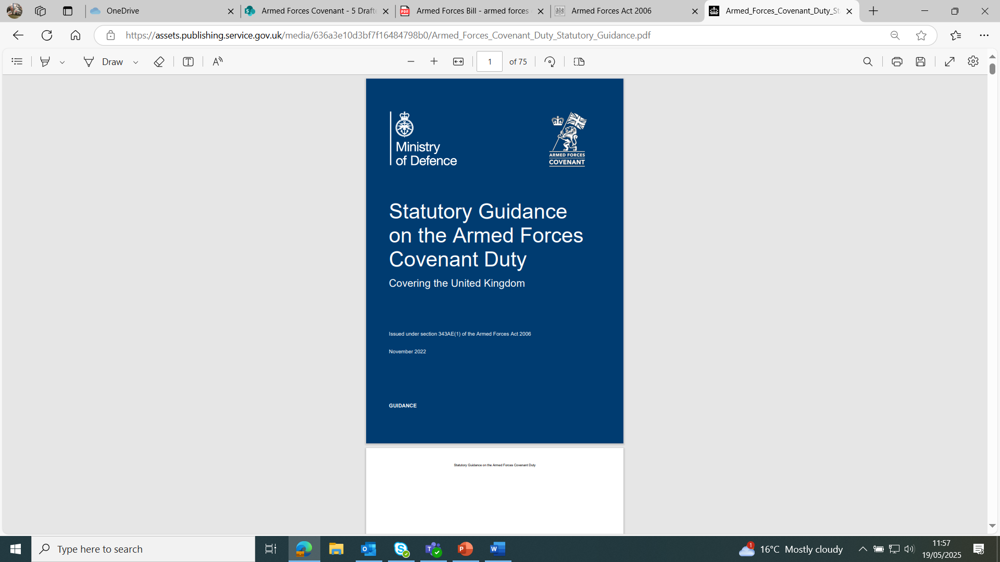 OneDrive
Armed Forces Covenant - 5 Drafte
PDF
Armed Forces Bill - armed forces
Armed Forces Act 2006
Armed_Forces_Covenant_Duty_St
https://assets.publishing.service.gov.uk/media/636a3e10d3bf7f16484798b0/Armed_Forces_Covenant_Duty_Statutory_Guidance.pdf
Draw
1 of 75
Ministry
of Defence
ARMED FORCES
COVENANT
Statutory Guidance
on the Armed Forces
Covenant Duty
Covering the United Kingdom
Issued under section 343AE(1) of the Armed Forces Act 2006
November 2022
GUIDANCE
Statutory Guidance on the Armed Forces Covenant Duty
Type here to search
1
16°C Mostly cloudy
11:57
19/05/2025